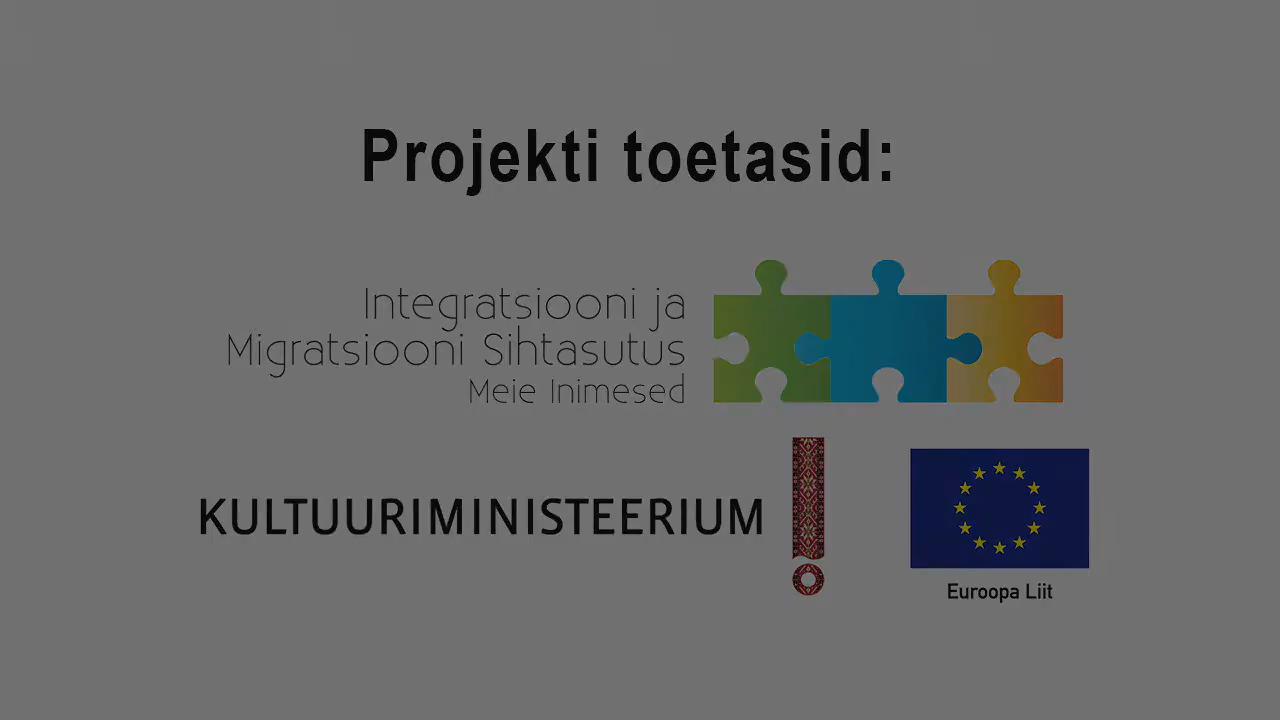 Projekti toetasid:
Integratsiooni ja
Migratsiooni Sihtasutus
Meie Inimesed
KULTUURIMINISTEERIUM
Euroopa Liit